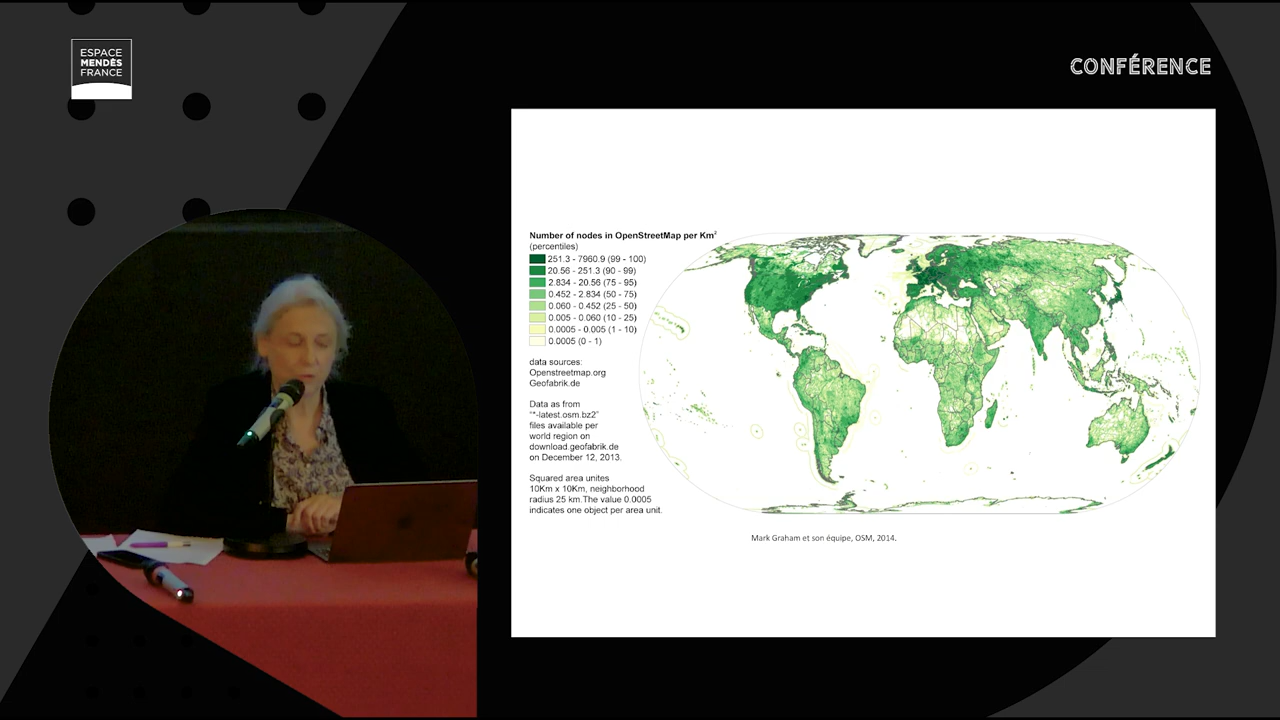 ESPACE
MENDÈS
FRANCE
CONFÉRENCE
Number of nodes in OpenStreetMap per Km²
(percentiles)
251.3 - 7960.9 (99 - 100)
20.56 - 251.3 (90 - 99)
2.834 - 20.56 (75 - 95)
0.452 - 2.834 (50 - 75)
0.060 - 0.452 (25 - 50)
0.005 - 0.060 (10 - 25)
0.0005 - 0.005 (1 - 10)
0.0005 (0 - 1)
data sources:
Openstreetmap.org
Geofabrik.de
Data as from
"*-latest.osm.bz2"
files available per
world region on
download.geofabrik.de
on December 12, 2013.
Squared area unites
10Km x 10Km, neighborhood
radius 25 km.The value 0.0005
indicates one object per area unit.
Mark Graham et son équipe, OSM, 2014.